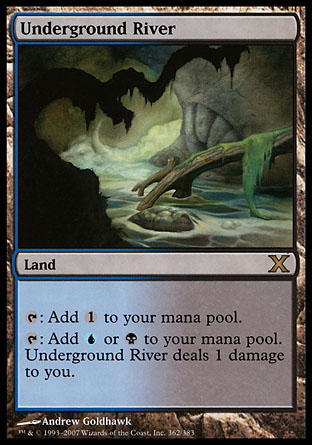 Underground River
Land
X
: Add 1 to your mana pool.
: Add or to your mana pool.
Underground River deals 1 damage
to you.
Andrew Goldhawk
™ & © 1993-2007 Wizards of the Coast, Inc. 362/383